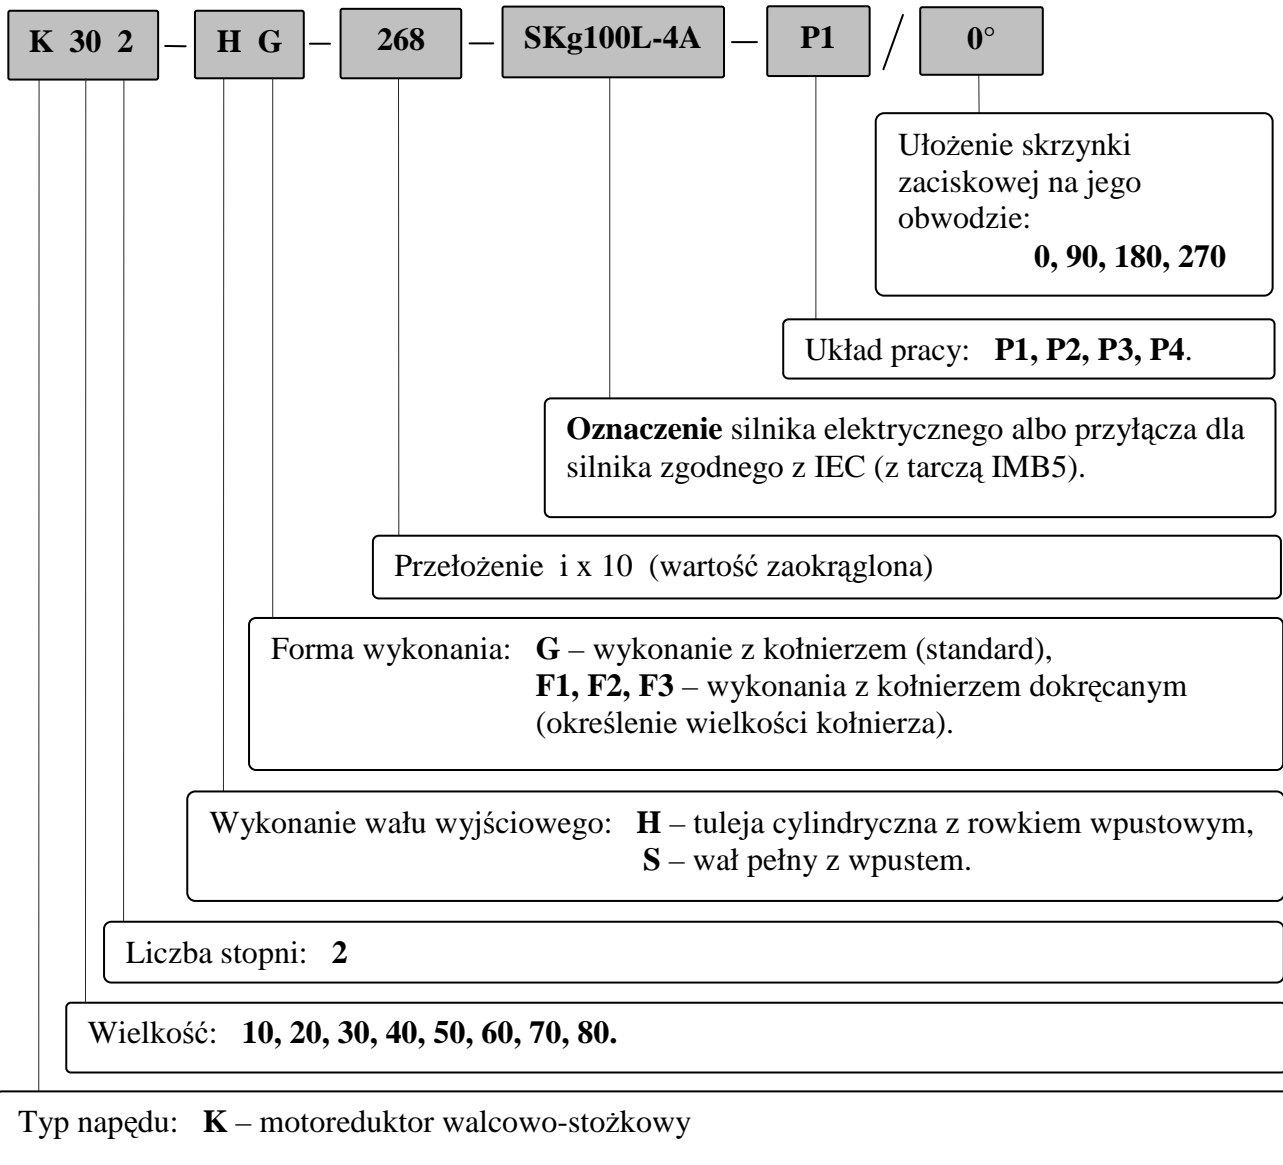 K 30 2 – H G – 268 – SKg100L-4A – P1 / 0°
Ułożenie skrzynki
zaciskowej na jego
obwodzie:
0, 90, 180, 270
Układ pracy: P1, P2, P3, P4.
Oznaczenie silnika elektrycznego albo przyłącza dla
silnika zgodnego z IEC (z tarczą IMB5).
Przełożenie i x 10 (wartość zaokrąglona)
Forma wykonania: G – wykonanie z kołnierzem (standard),
F1, F2, F3 – wykonania z kołnierzem dokręcanym
(określenie wielkości kołnierza).
Wykonanie wału wyjściowego: H – tuleja cylindryczna z rowkiem wpustowym,
S – wał pełny z wpustem.
Liczba stopni: 2
Wielkość: 10, 20, 30, 40, 50, 60, 70, 80.
Typ napędu: K – motoreduktor walcowo-stożkowy